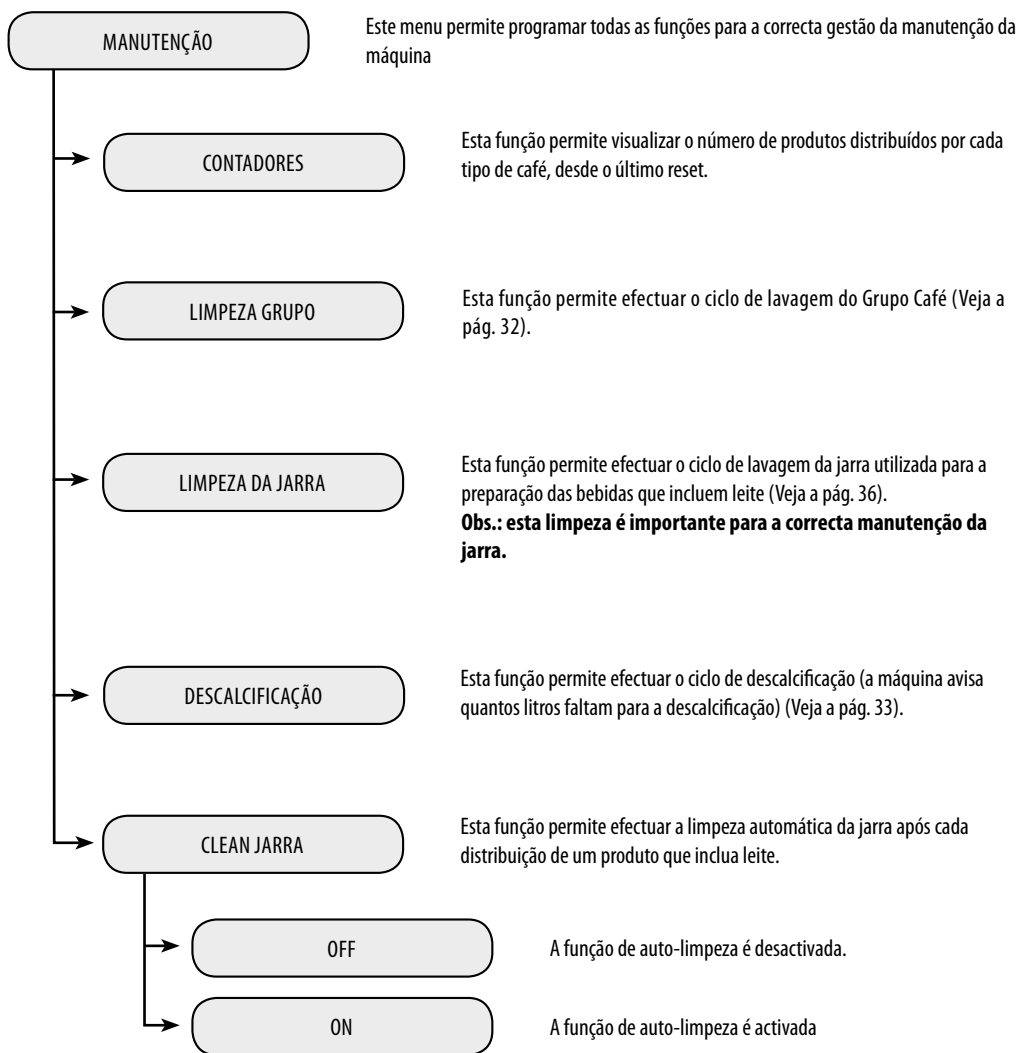 MANUTENÇÃO
Este menu permite programar todas as funções para a correcta gestão da manutenção da
máquina
CONTADORES
Esta função permite visualizar o número de produtos distribuídos por cada
tipo de café, desde o último reset.
LIMPEZA GRUPO
Esta função permite efectuar o ciclo de lavagem do Grupo Café (Veja a
pág. 32).
LIMPEZA DA JARRA
Esta função permite efectuar o ciclo de lavagem da jarra utilizada para a
preparação das bebidas que incluem leite (Veja a pág. 36).
Obs.: esta limpeza é importante para a correcta manutenção da
jarra.
DESCALCIFICAÇÃO
Esta função permite efectuar o ciclo de descalcificação (a máquina avisa
quantos litros faltam para a descalcificação) (Veja a pág. 33).
CLEAN JARRA
Esta função permite efectuar a limpeza automática da jarra após cada
distribuição de um produto que inclua leite.
OFF
A função de auto-limpeza é desactivada.
ON
A função de auto-limpeza é activada